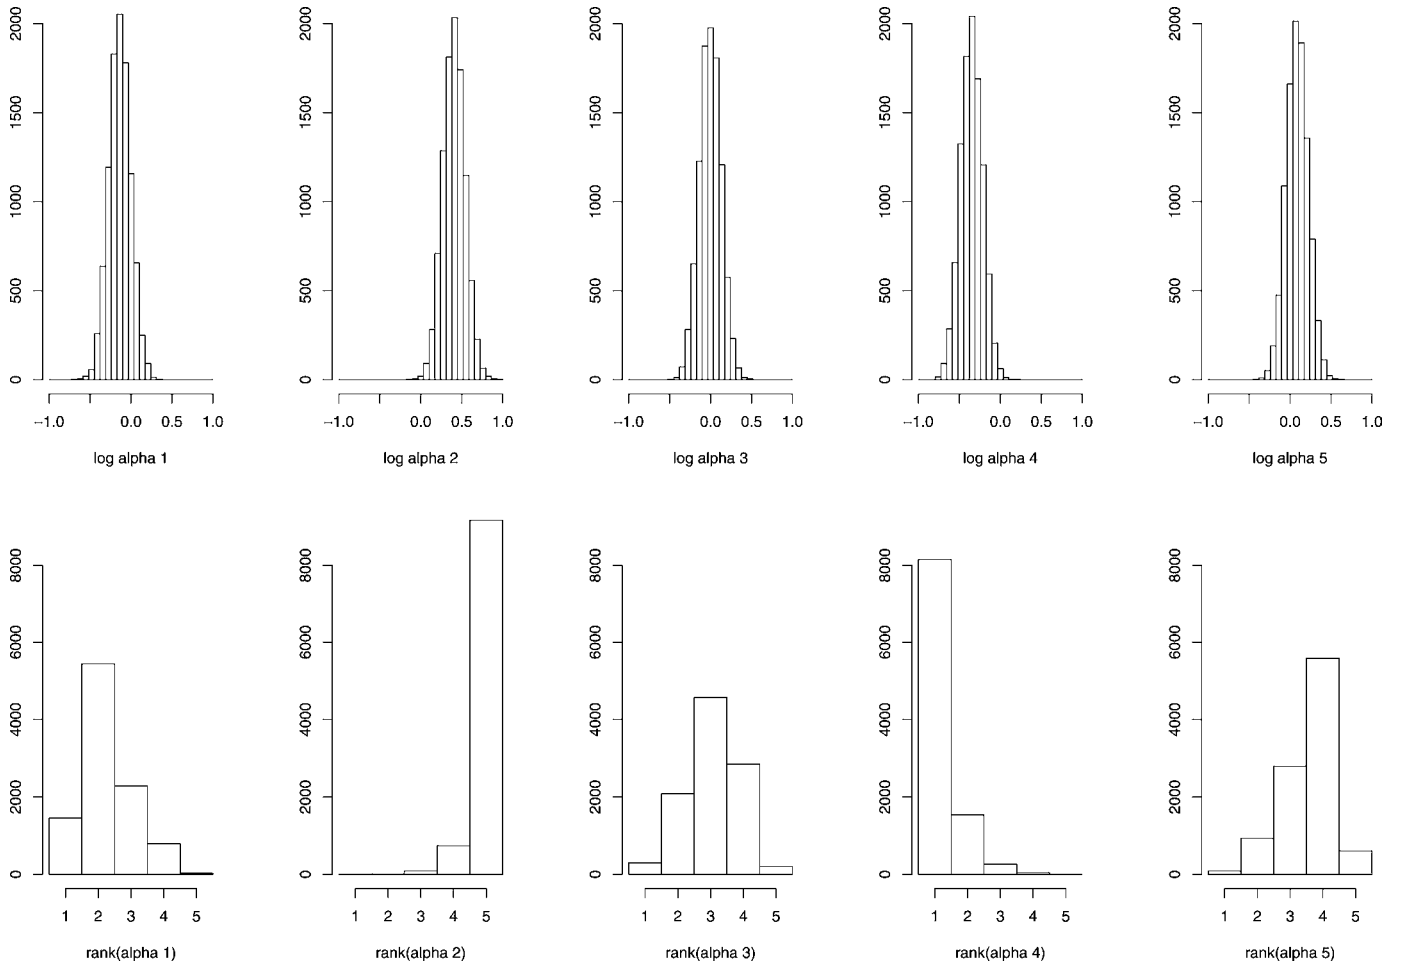 2000 2000 2000 2000 2000
1500 1500 1500 1500 1500
1000 1000 1000 1000 1000
500 500 500 500 500
0 0 0 0 0
−1.0 0.0 0.5 1.0 −1.0 0.0 0.5 1.0 −1.0 0.0 0.5 1.0 −1.0 0.0 0.5 1.0 −1.0 0.0 0.5 1.0
log alpha 1 log alpha 2 log alpha 3 log alpha 4 log alpha 5
8000 8000 8000 8000 8000
6000 6000 6000 6000 6000
4000 4000 4000 4000 4000
2000 2000 2000 2000 2000
0 0 0 0 0
1 2 3 4 5 1 2 3 4 5 1 2 3 4 5 1 2 3 4 5 1 2 3 4 5
rank(alpha 1) rank(alpha 2) rank(alpha 3) rank(alpha 4) rank(alpha 5)